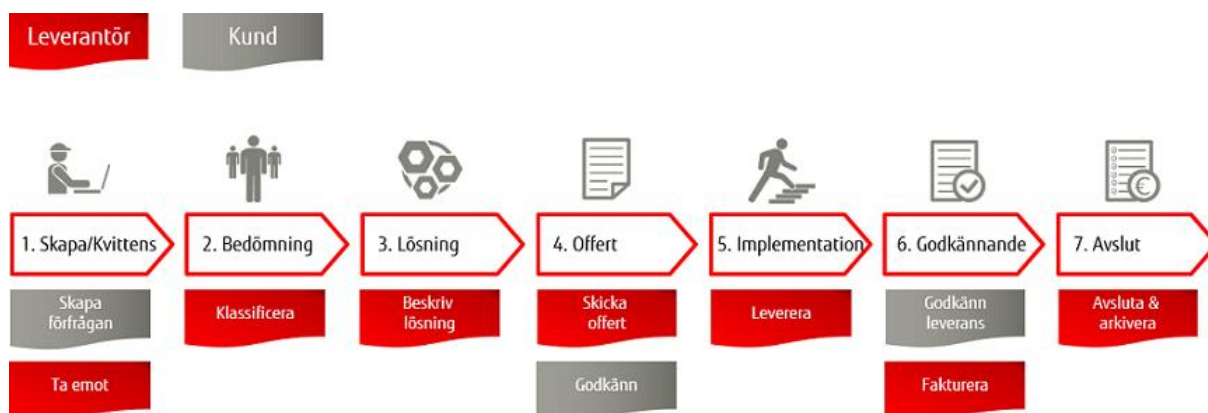 Leverantör
Kund
1. Skapa/Kvittens
2. Bedömning
3. Lösning
4. Offert
5. Implementation
6. Godkännande
7. Avslut
Skapa
förfrågan
Klassificera
Beskriv
lösning
Skicka
offert
Leverera
Godkänn
leverans
Avsluta &
arkivera
Ta emot
Godkänn
Fakturera
€